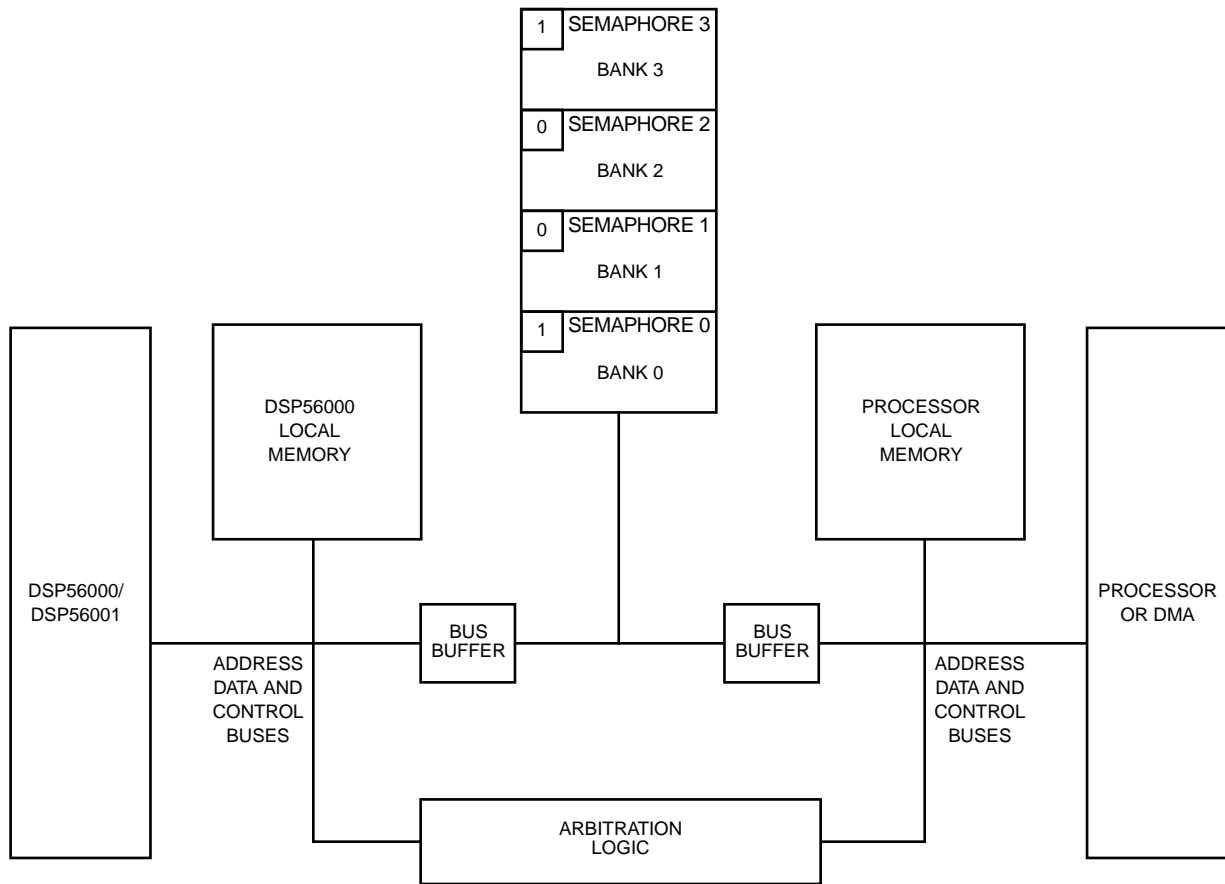 1 SEMAPHORE 3
BANK 3
0 SEMAPHORE 2
BANK 2
0 SEMAPHORE 1
BANK 1
1 SEMAPHORE 0
BANK 0
DSP56000
LOCAL
MEMORY
PROCESSOR
LOCAL
MEMORY
DSP56000/
DSP56001
BUS
BUFFER
BUS
BUFFER
PROCESSOR
OR DMA
ADDRESS
DATA AND
CONTROL
BUSES
ADDRESS
DATA AND
CONTROL
BUSES
ARBITRATION
LOGIC